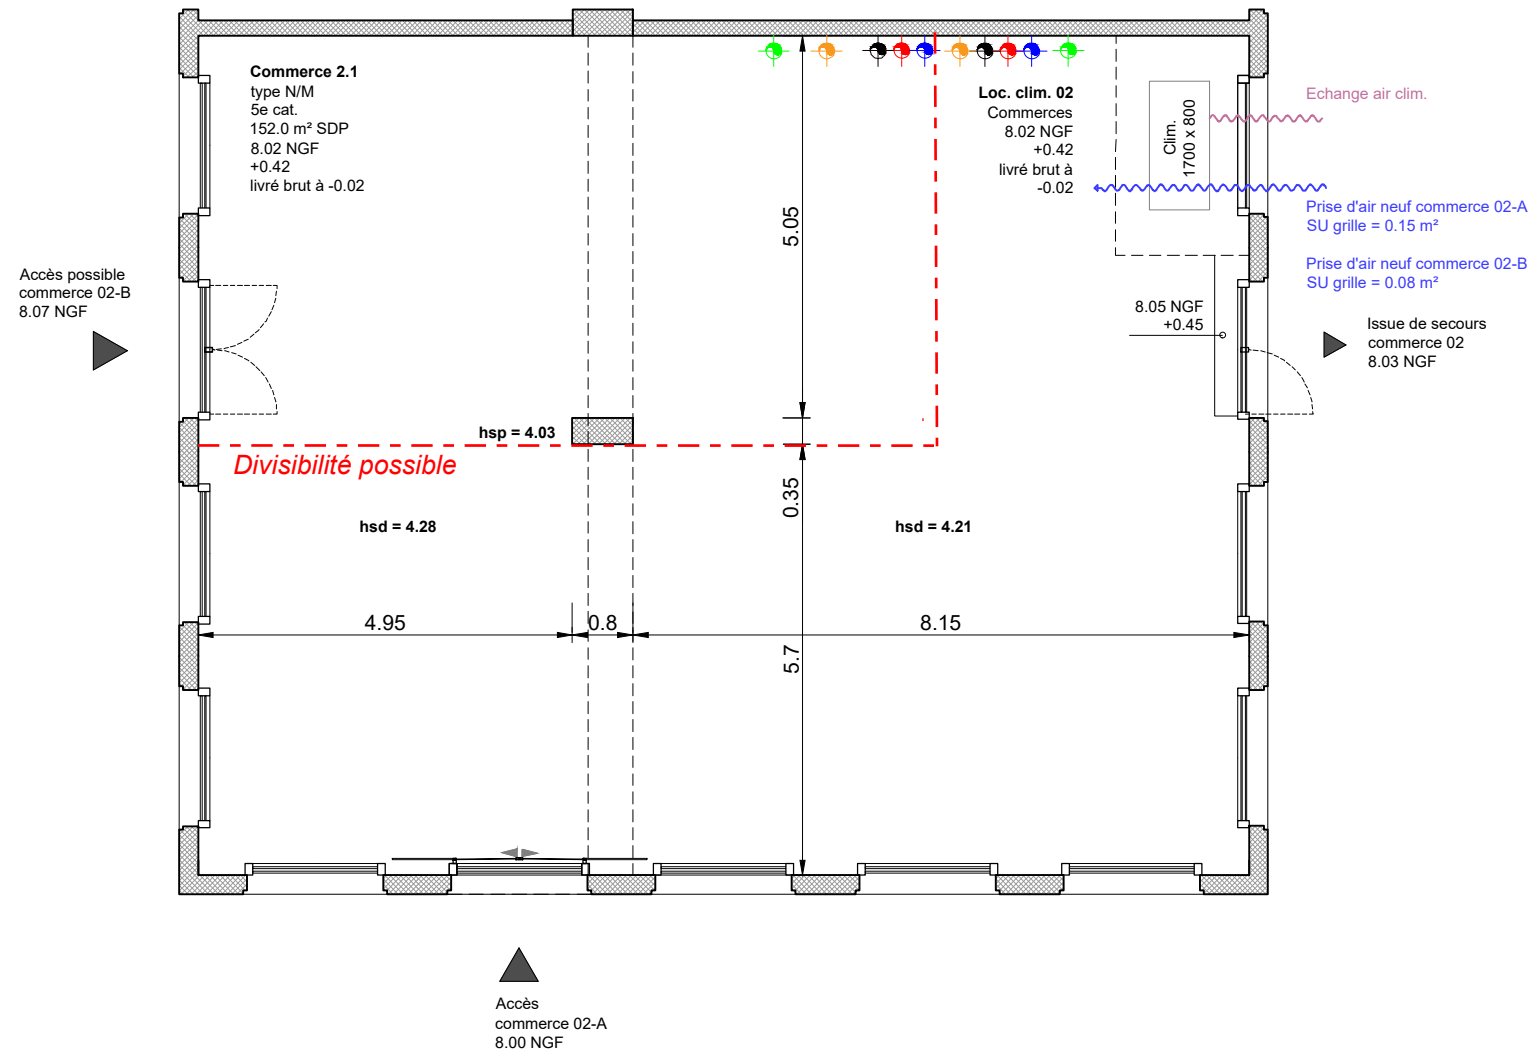 Commerce 2.1
type N/M
5e cat.
152.0 m² SDP
8.02 NGF
+0.42
livré brut à -0.02
Loc. clim. 02
Commerces
8.02 NGF
+0.42
livré brut à
-0.02
Clim.
1700 x 800
Echange air clim.
Prise d'air neuf commerce 02-A
SU grille = 0.15 m²
Prise d'air neuf commerce 02-B
SU grille = 0.08 m²
5.05
Accès possible
commerce 02-B
8.07 NGF
8.05 NGF
+0.45
Issue de secours
commerce 02
8.03 NGF
hsp = 4.03
Divisibilité possible
0.35
hsd = 4.28
hsd = 4.21
4.95
0.8
8.15
5.7
Accès
commerce 02-A
8.00 NGF